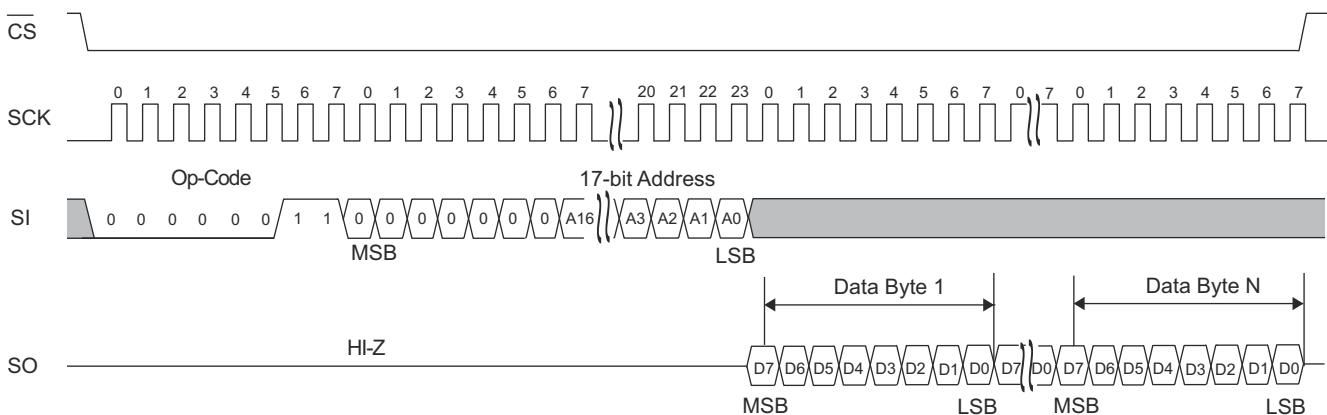 CS
0 1 2 3 4 5 6 7 0 1 2 3 4 5 6 7 20 21 22 23 0 1 2 3 4 5 6 7 0 7 0 1 2 3 4 5 6 7
SCK
Op-Code 17-bit Address
SI 0 0 0 0 0 0 1 1 0 0 0 0 0 0 0 A16 A3 A2 A1 A0
MSB LSB
Data Byte 1 Data Byte N
HI-Z
SO D7 D6 D5 D4 D3 D2 D1 D0 D7 D0 D7 D6 D5 D4 D3 D2 D1 D0
MSB LSB MSB LSB